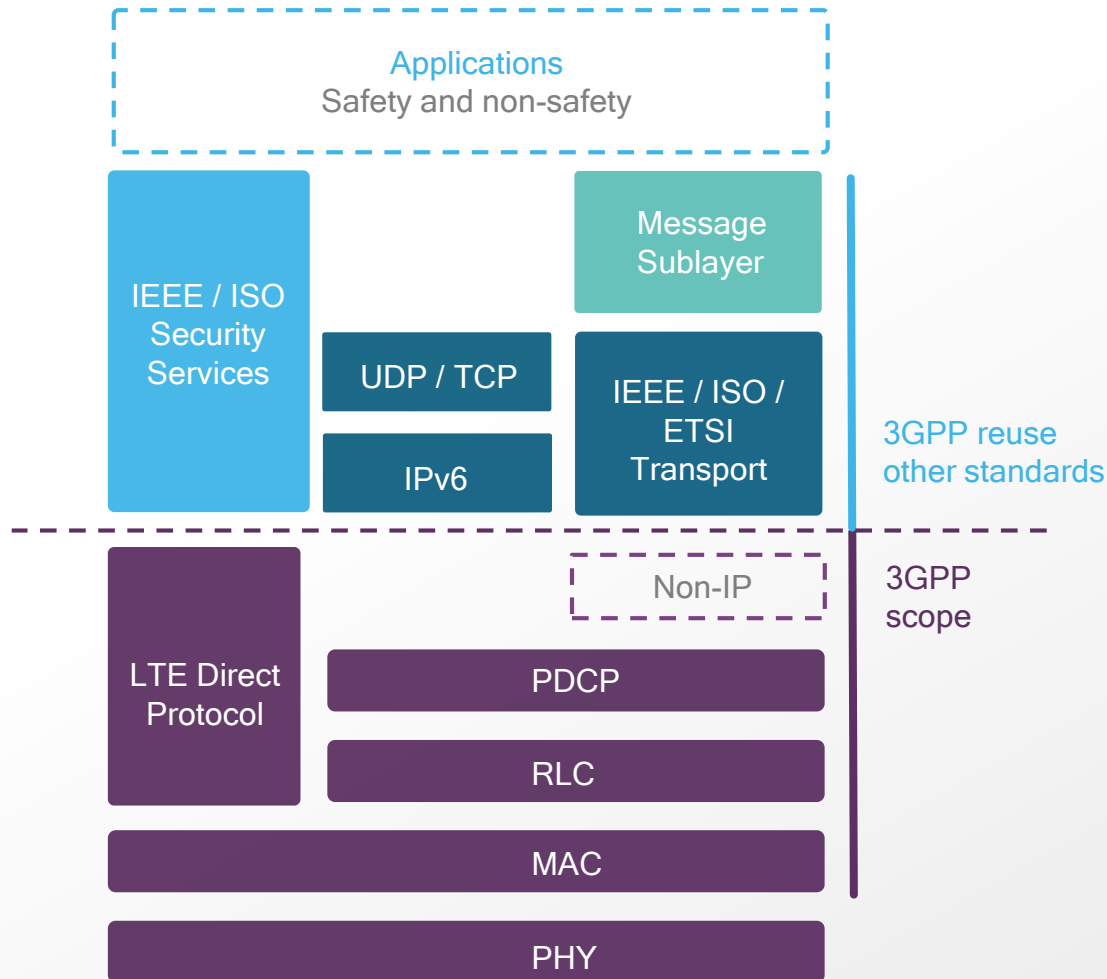 Applications
Safety and non-safety
Message
Sublayer
IEEE / ISO
Security
Services
UDP / TCP
IPv6
IEEE / ISO /
ETSI
Transport
3GPP reuse
other standards
Non-IP
3GPP
scope
LTE Direct
Protocol
PDCP
RLC
MAC
PHY